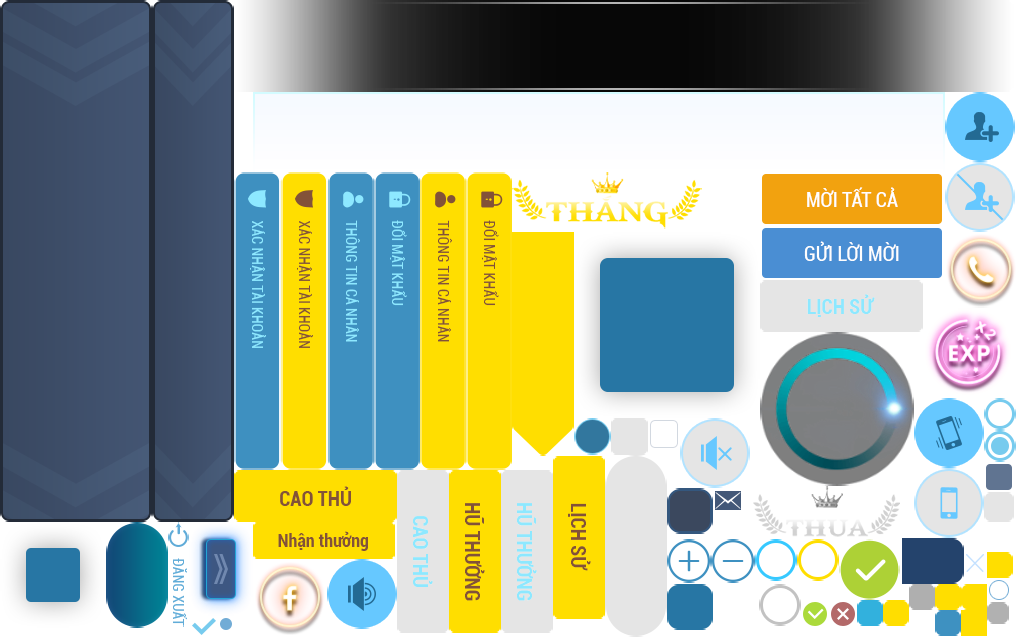 XÁC NHẬN TÀI KHOẢN
XÁC NHẬN TÀI KHOẢN
THÔNG TIN CÁ NHÂN
ĐỔI MẬT KHẨU
THÔNG TIN CÁ NHÂN
ĐỔI MẬT KHẨU
THẮNG
MỜI TẤT CẢ
GỬI LỜI MỜI
LỊCH SỬ
X2
EXP
CAO THỦ
Nhận thưởng
CAO THỦ
HŨ THƯỞNG
HŨ THƯỞNG
LỊCH SỬ
THUA
ĐĂNG XUẤT